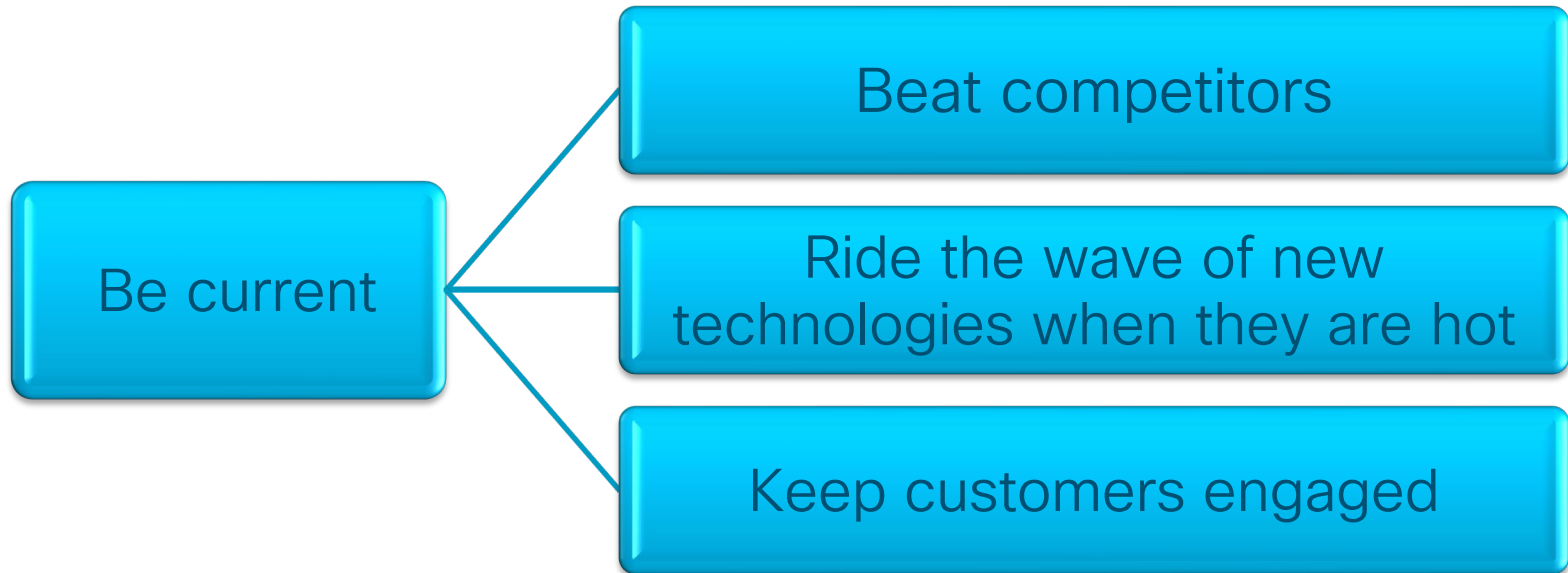 Be current
Beat competitors
Ride the wave of new
technologies when they are hot
Keep customers engaged